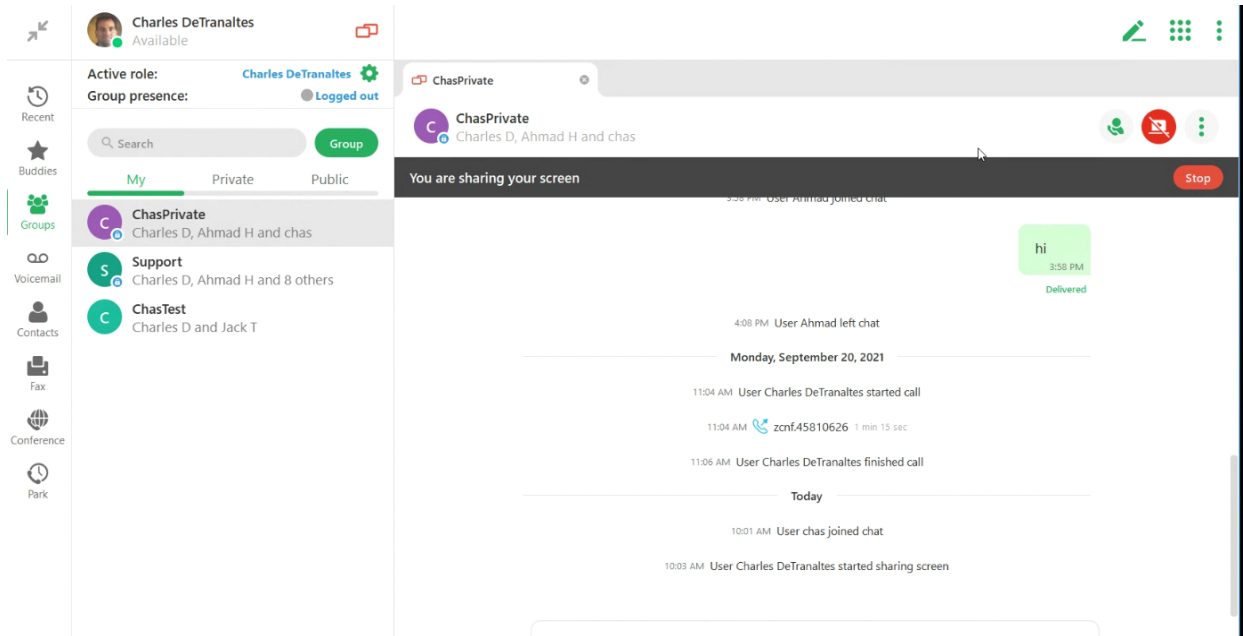 Charles DeTranaltes
Available
Active role: Charles DeTranaltes
Group presence: Logged out
Search
Group
My Private Public
Recent
Buddies
Groups
Voicemail
Contacts
Fax
Conference
Park
C
ChasPrivate
Charles D, Ahmad H and chas
S
Support
Charles D, Ahmad H and 8 others
C
ChasTest
Charles D and Jack T
ChasPrivate
C
ChasPrivate
Charles D, Ahmad H and chas
You are sharing your screen Stop
3:58 PM User Ahmad joined chat
hi
3:58 PM
Delivered
4:08 PM User Ahmad left chat
Monday, September 20, 2021
11:04 AM User Charles DeTranaltes started call
11:04 AM zcnf.45810626 1 min 15 sec
11:06 AM User Charles DeTranaltes finished call
Today
10:01 AM User chas joined chat
10:03 AM User Charles DeTranaltes started sharing screen